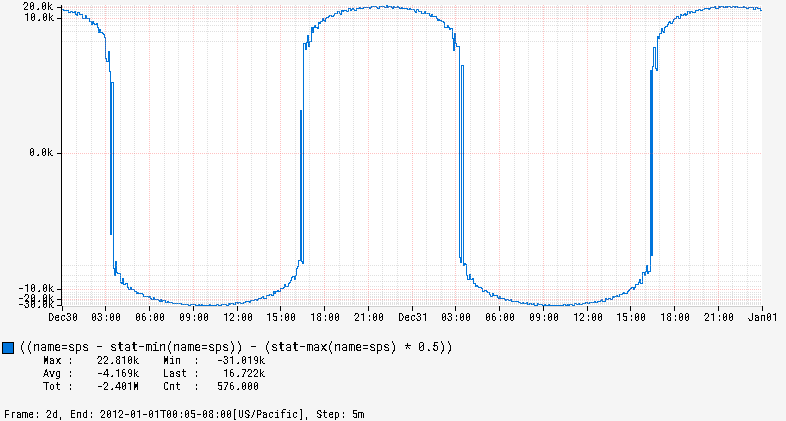 20.0k
10.0k
0.0k
-10.0k
-20.0k
-30.0k
Dec30 03:00 06:00 09:00 12:00 15:00 18:00 21:00 Dec31 03:00 06:00 09:00 12:00 15:00 18:00 21:00 Jan01
((name=sps - stat-min(name=sps)) - (stat-max(name=sps) * 0.5))
Max : 22.810k Min : -31.019k
Avg : -4.169k Last : 16.722k
Tot : -2.401M Cnt : 576.000
Frame: 2d, End: 2012-01-01T00:05-08:00[US/Pacific], Step: 5m